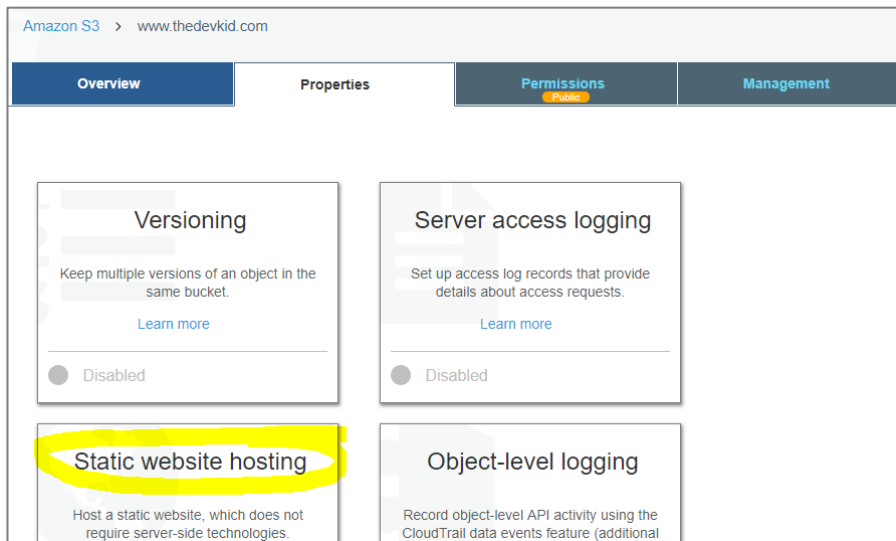 Amazon S3 > www.thedevkid.com
Overview
Properties
Permissions
Public
Management
Versioning
Keep multiple versions of an object in the
same bucket.
Learn more
Disabled
Server access logging
Set up access log records that provide
details about access requests.
Learn more
Disabled
Static website hosting
Host a static website, which does not
require server-side technologies.
Object-level logging
Record object-level API activity using the
CloudTrail data events feature (additional